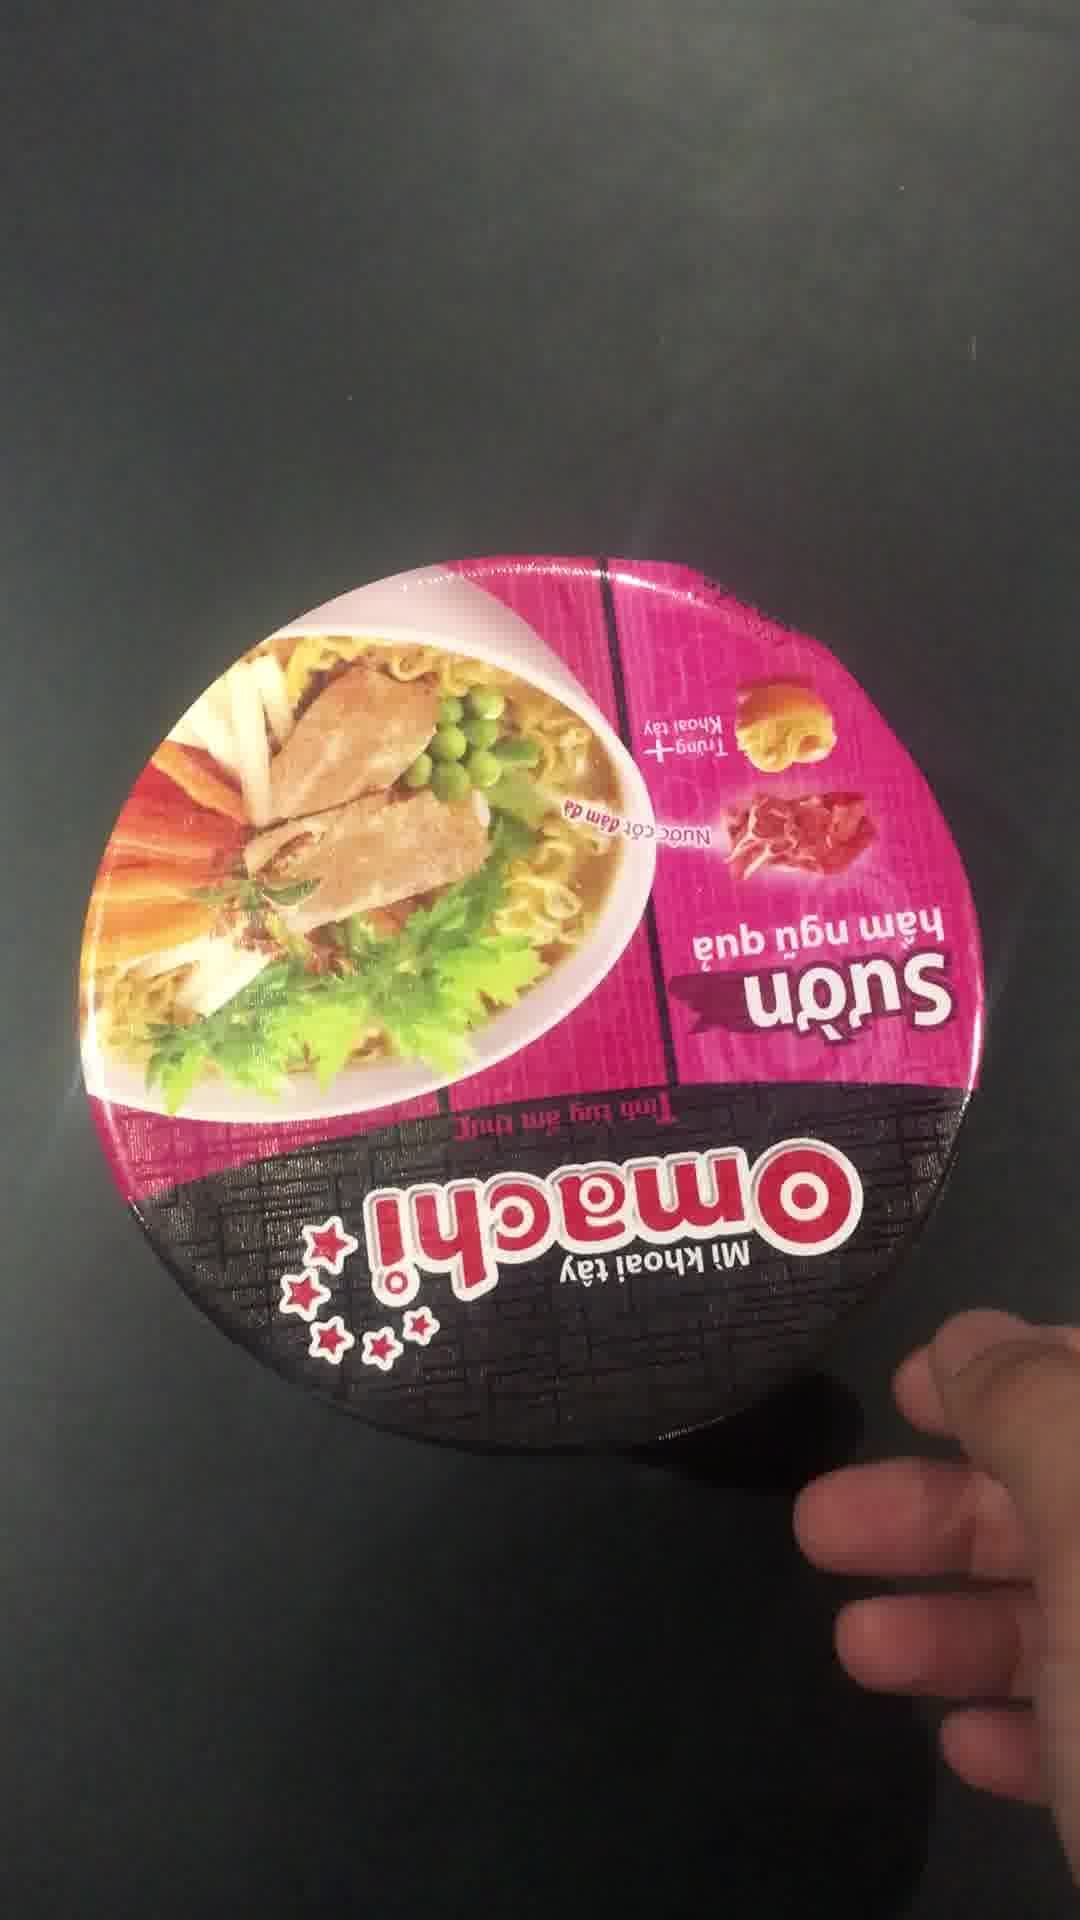 Mì khoai tây
Omachi
Tinh túy ẩm thực
Sườn
hầm ngũ quả
Nước cốt đậm đà
Trứng+
Khoai tây